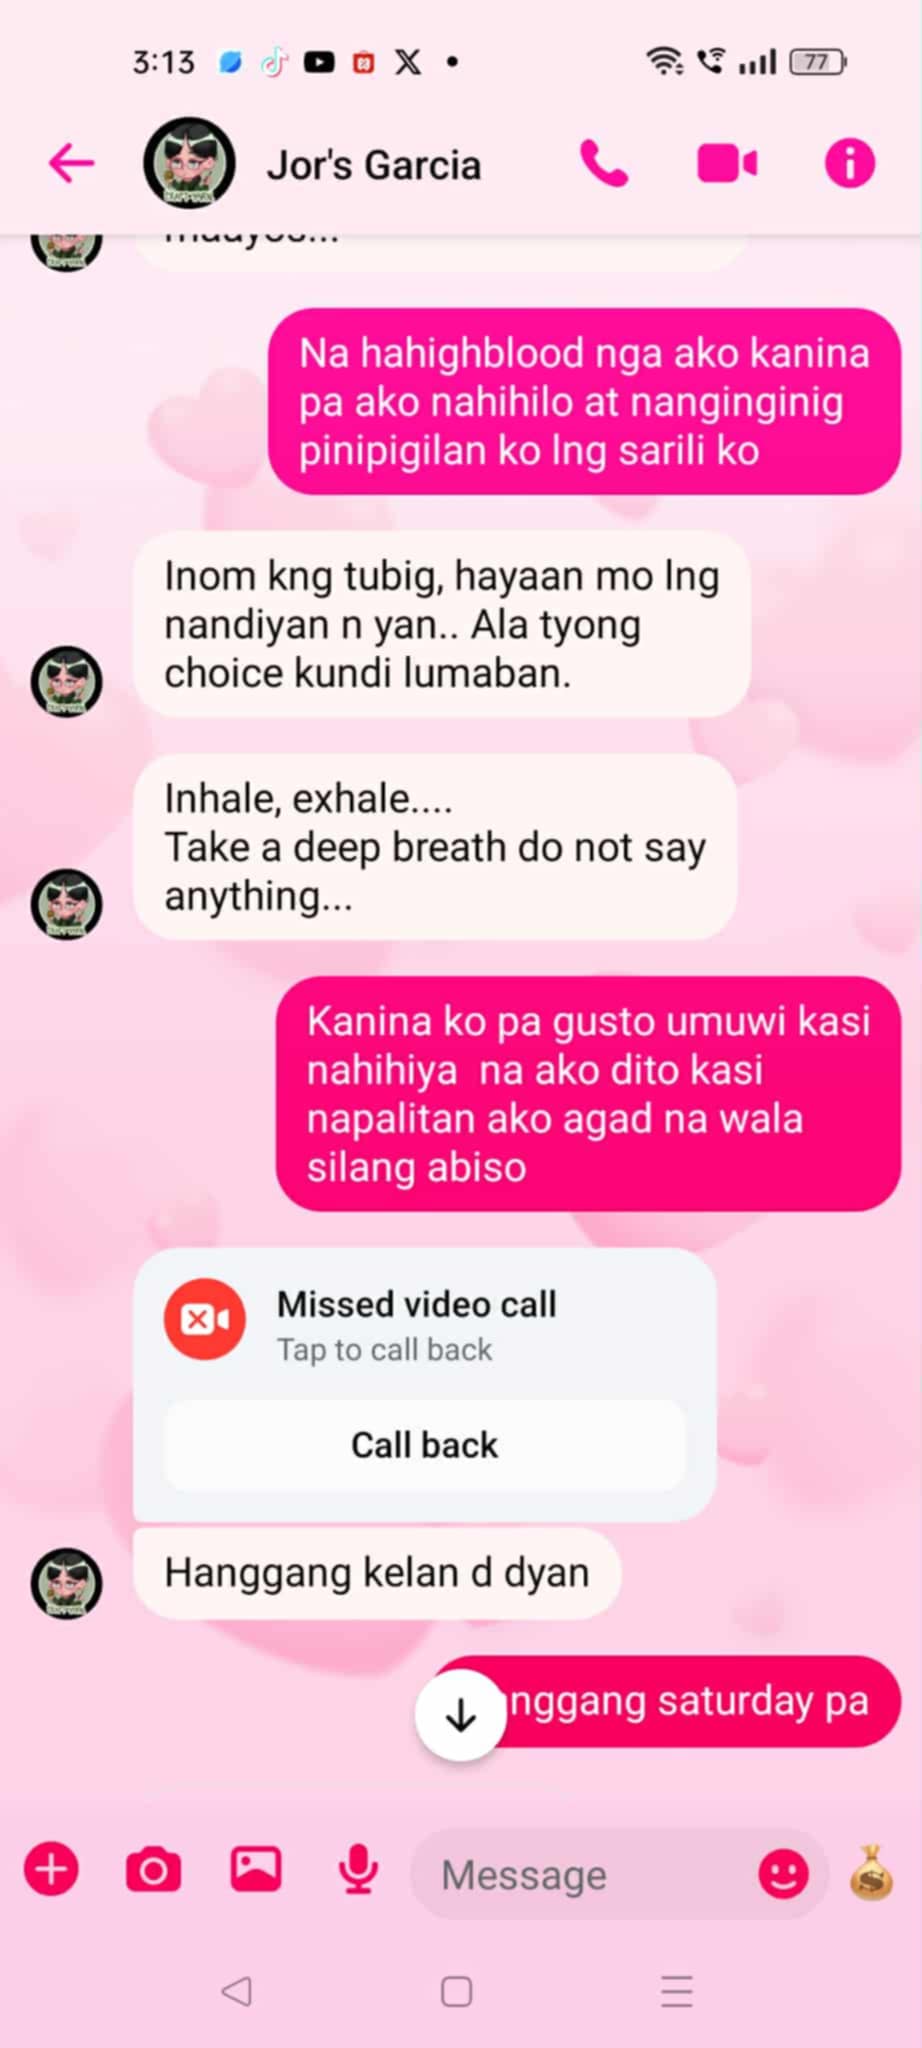 3:13
77
Jor's Garcia
Na hahighblood nga ako kanina
pa ako nahihilo at nanginginig
pinipigilan ko lng sarili ko
Inom kng tubig, hayaan mo lng
nandiyan n yan.. Ala tyong
choice kundi lumaban.
Inhale, exhale....
Take a deep breath do not say
anything...
Kanina ko pa gusto umuwi kasi
nahihiya  na ako dito kasi
napalitan ako agad na wala
silang abiso
Missed video call
Tap to call back
Call back
Hanggang kelan d dyan
nggang saturday pa
Message